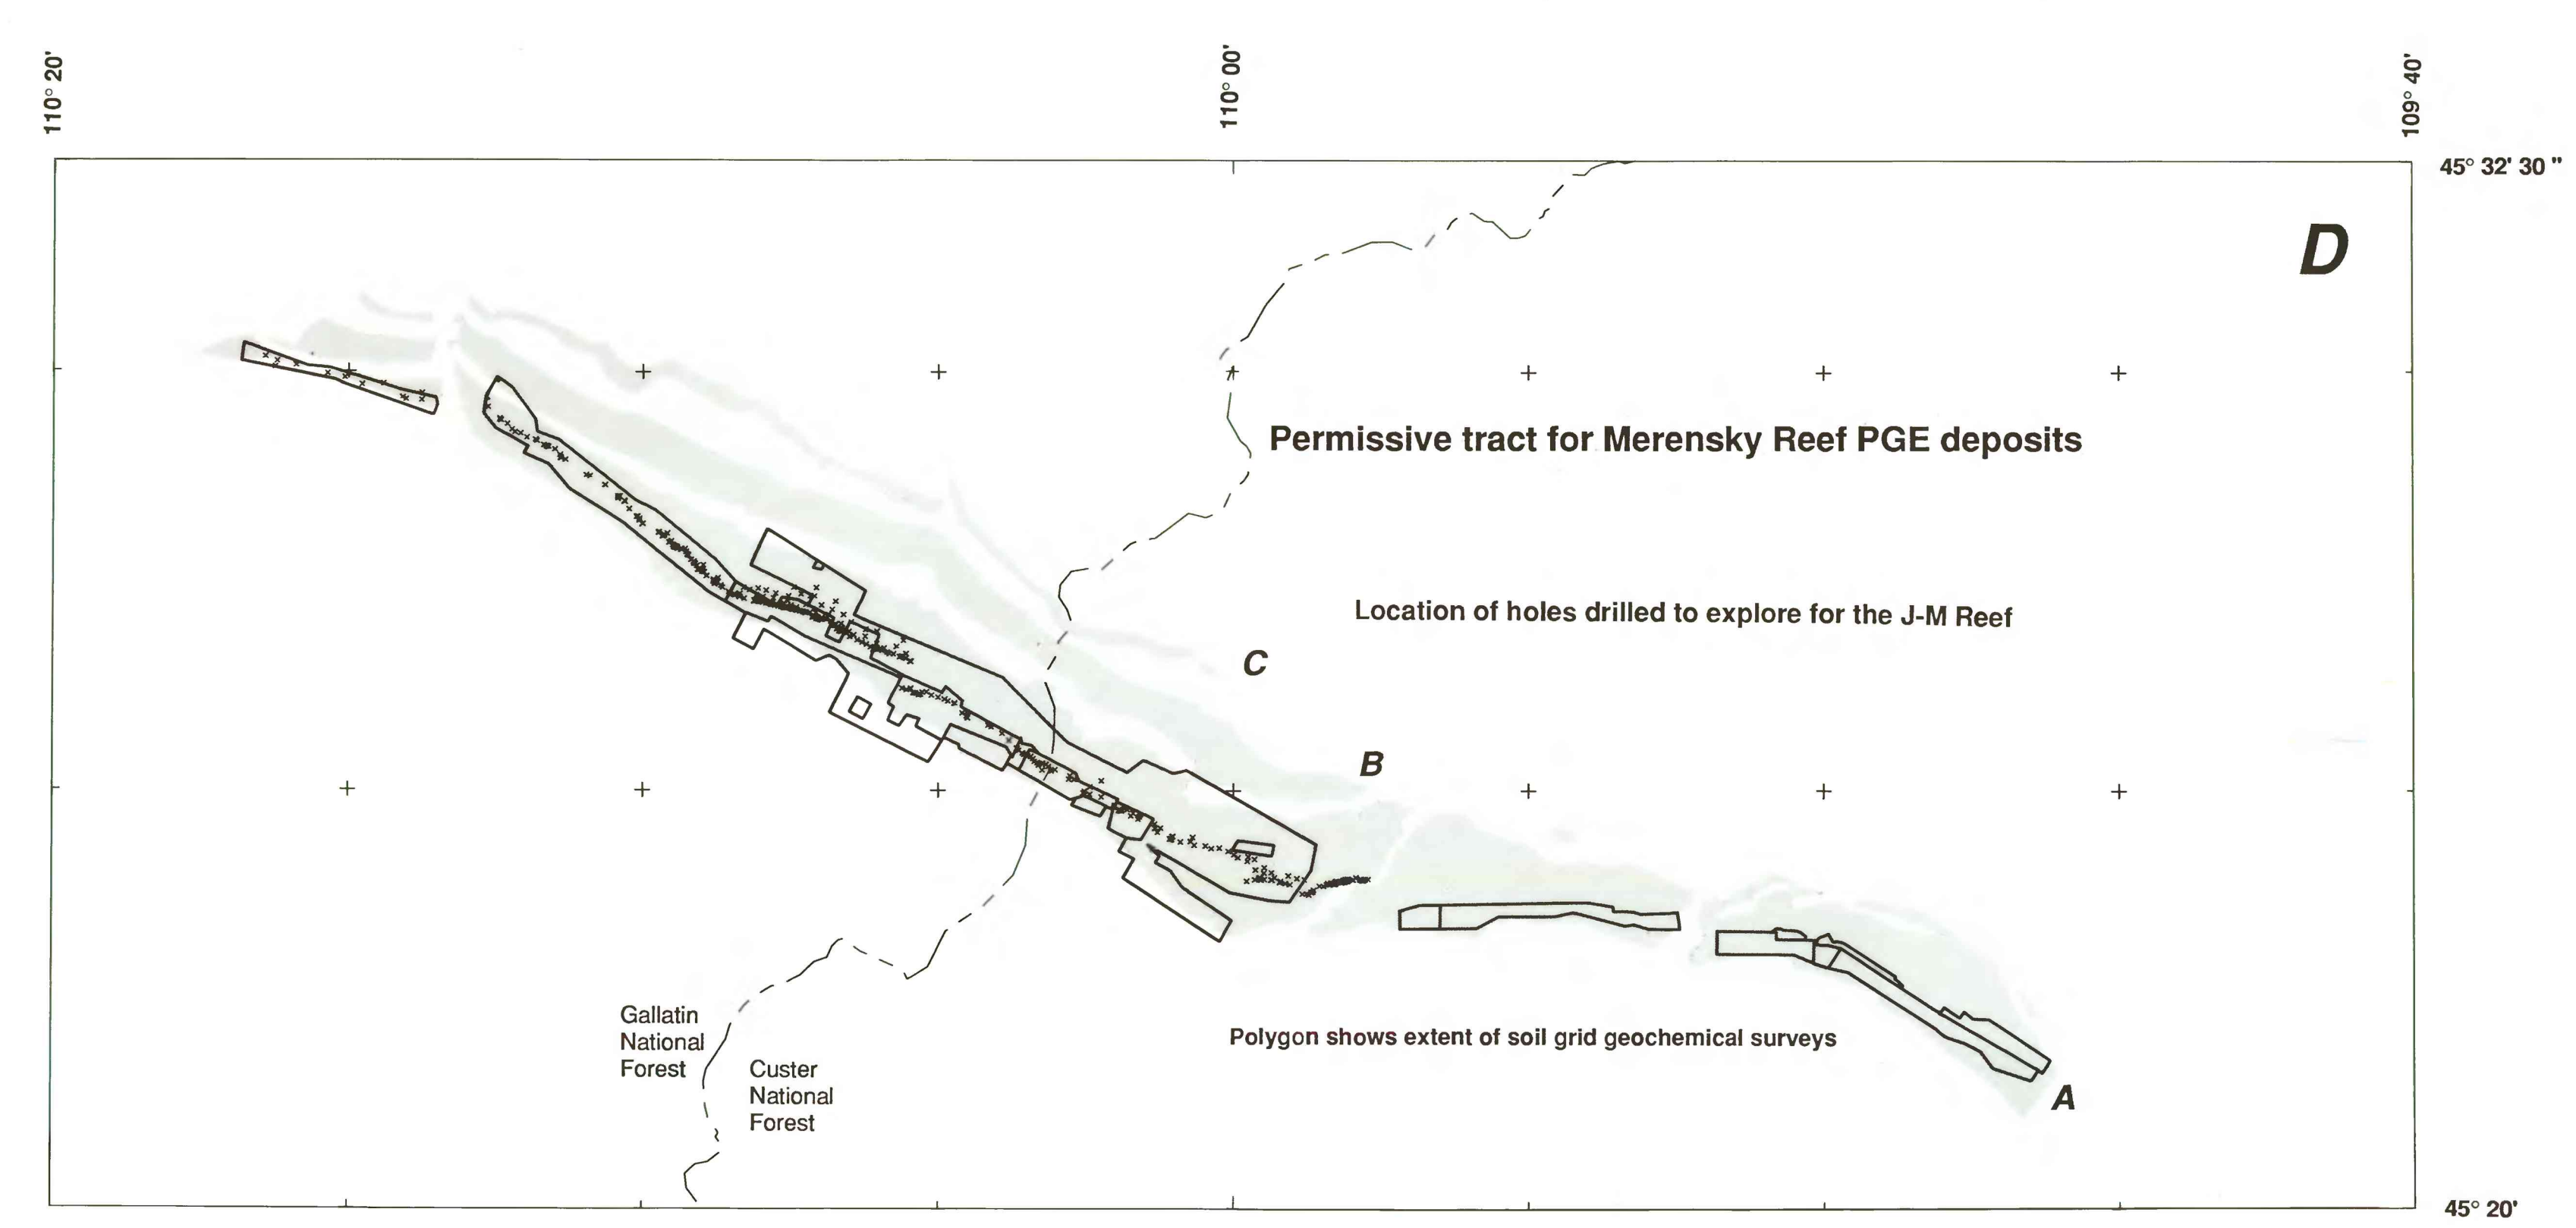 110° 20'
110° 00'
109° 40'
45° 32' 30 "
D
Permissive tract for Merensky Reef PGE deposits
Location of holes drilled to explore for the J-M Reef
C
B
Gallatin
National
Forest
Custer
National
Forest
Polygon shows extent of soil grid geochemical surveys
A
45° 20'